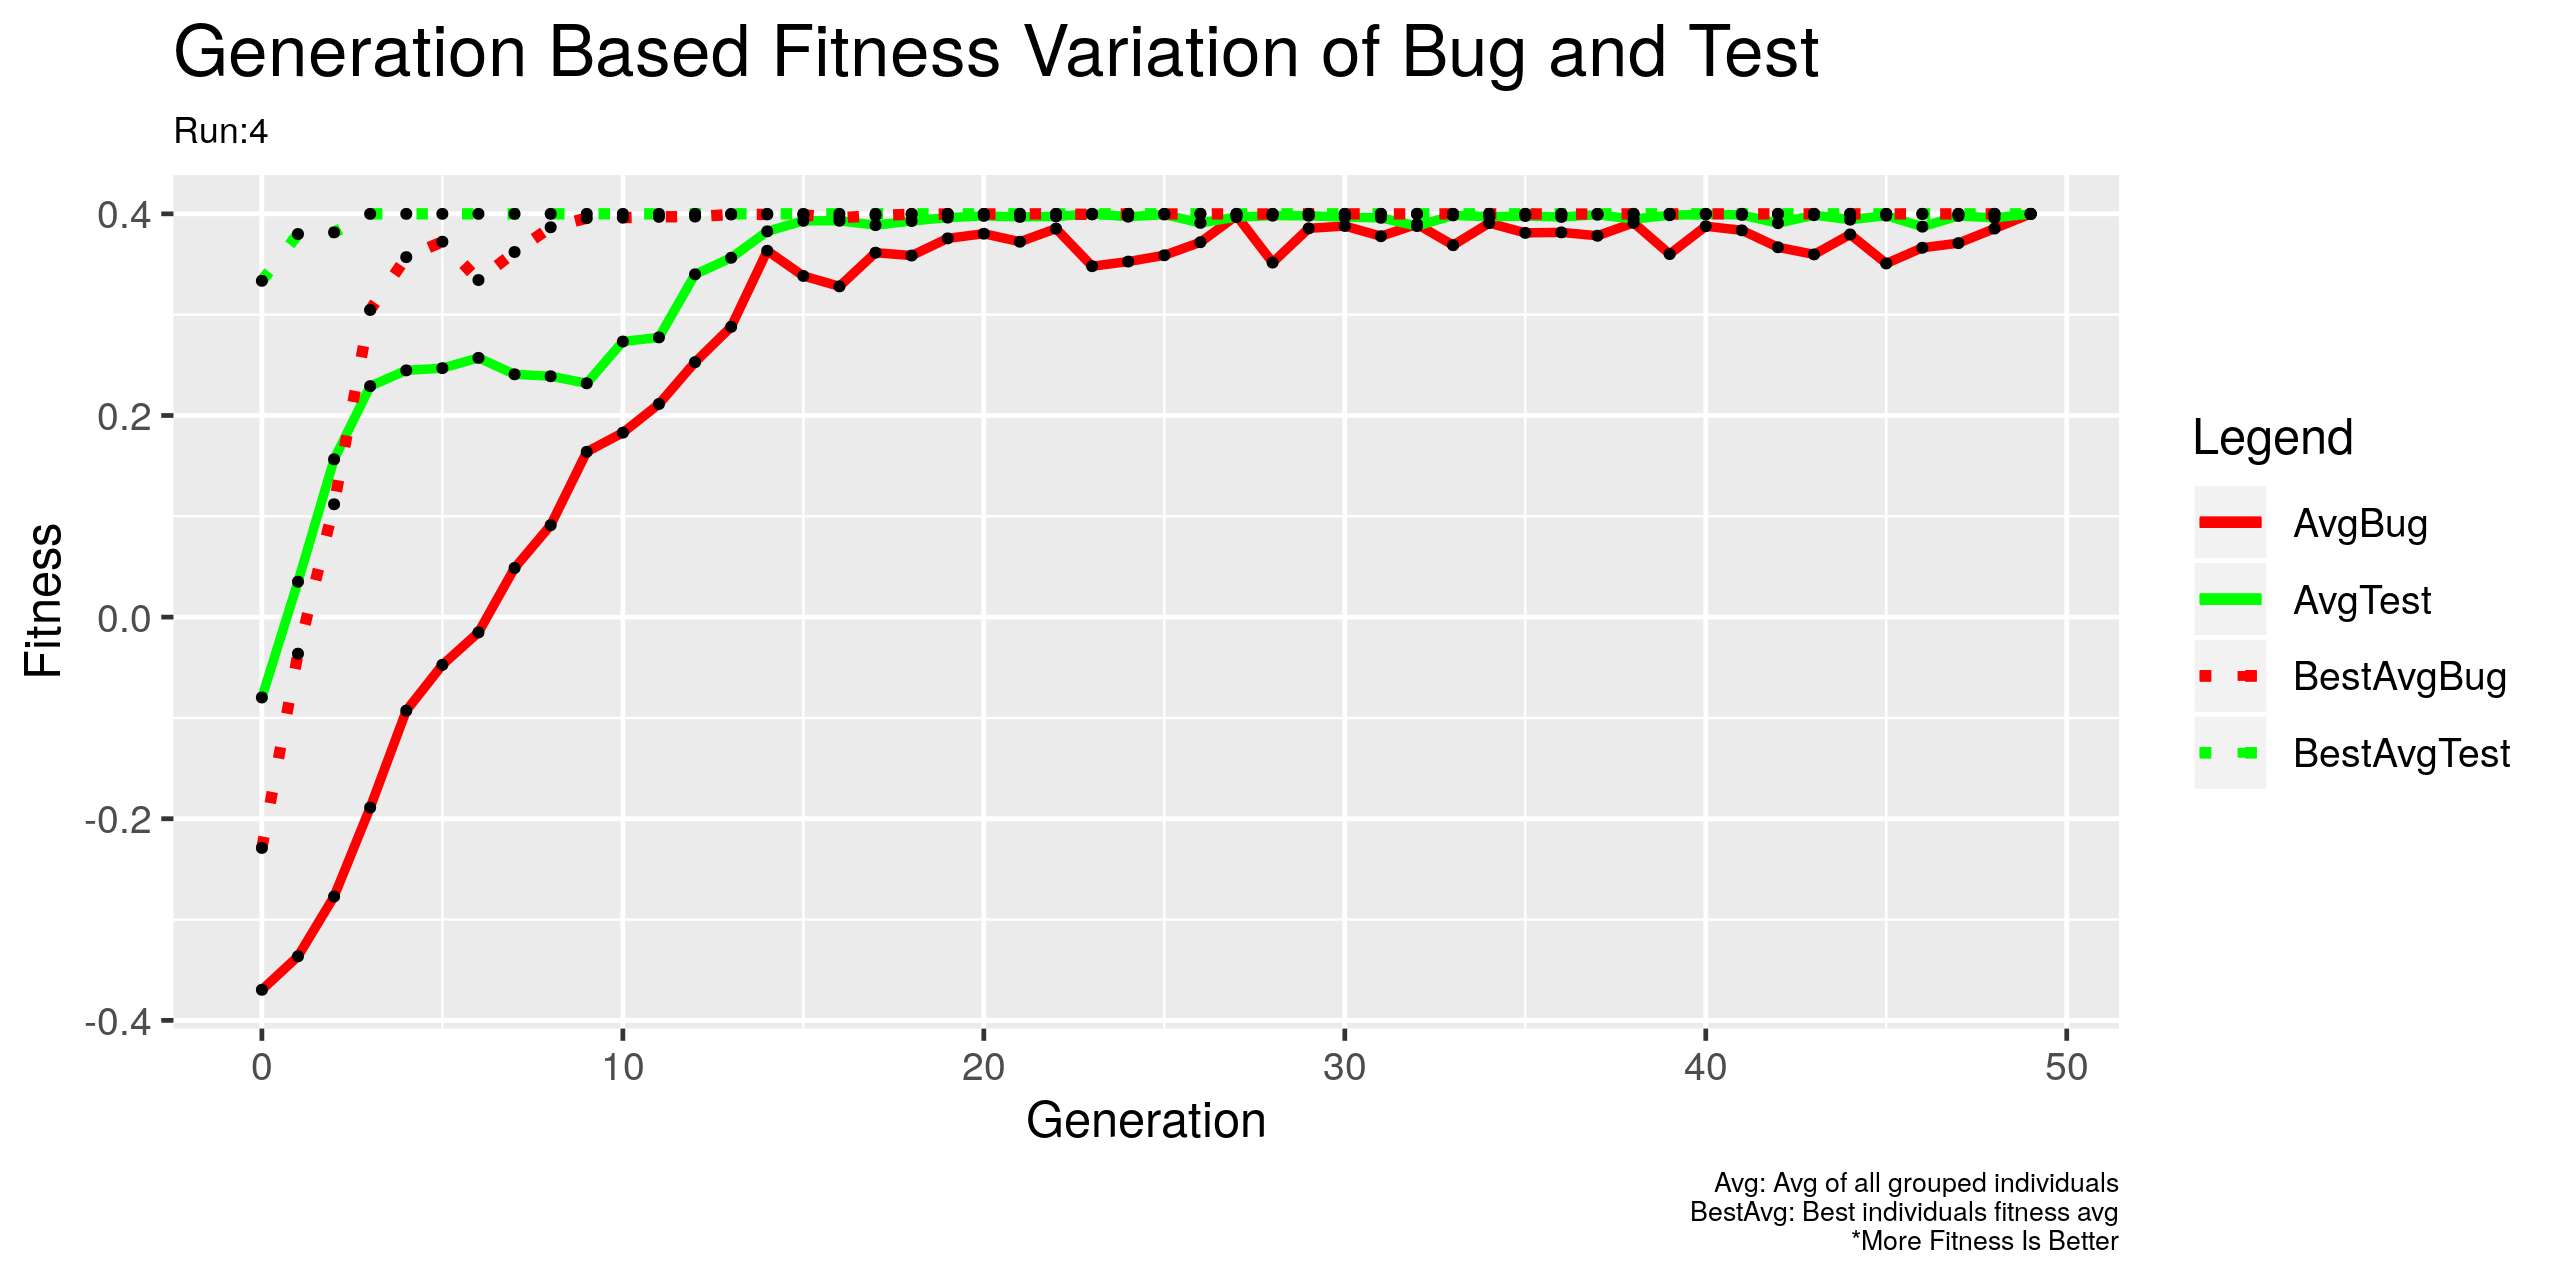 Generation Based Fitness Variation of Bug and Test
Run:4
Fitness
0.4
0.2
0.0
-0.2
-0.4
0 10 20 30 40 50
Generation
Legend
AvgBug
AvgTest
BestAvgBug
BestAvgTest
Avg: Avg of all grouped individuals
BestAvg: Best individuals fitness avg
*More Fitness Is Better